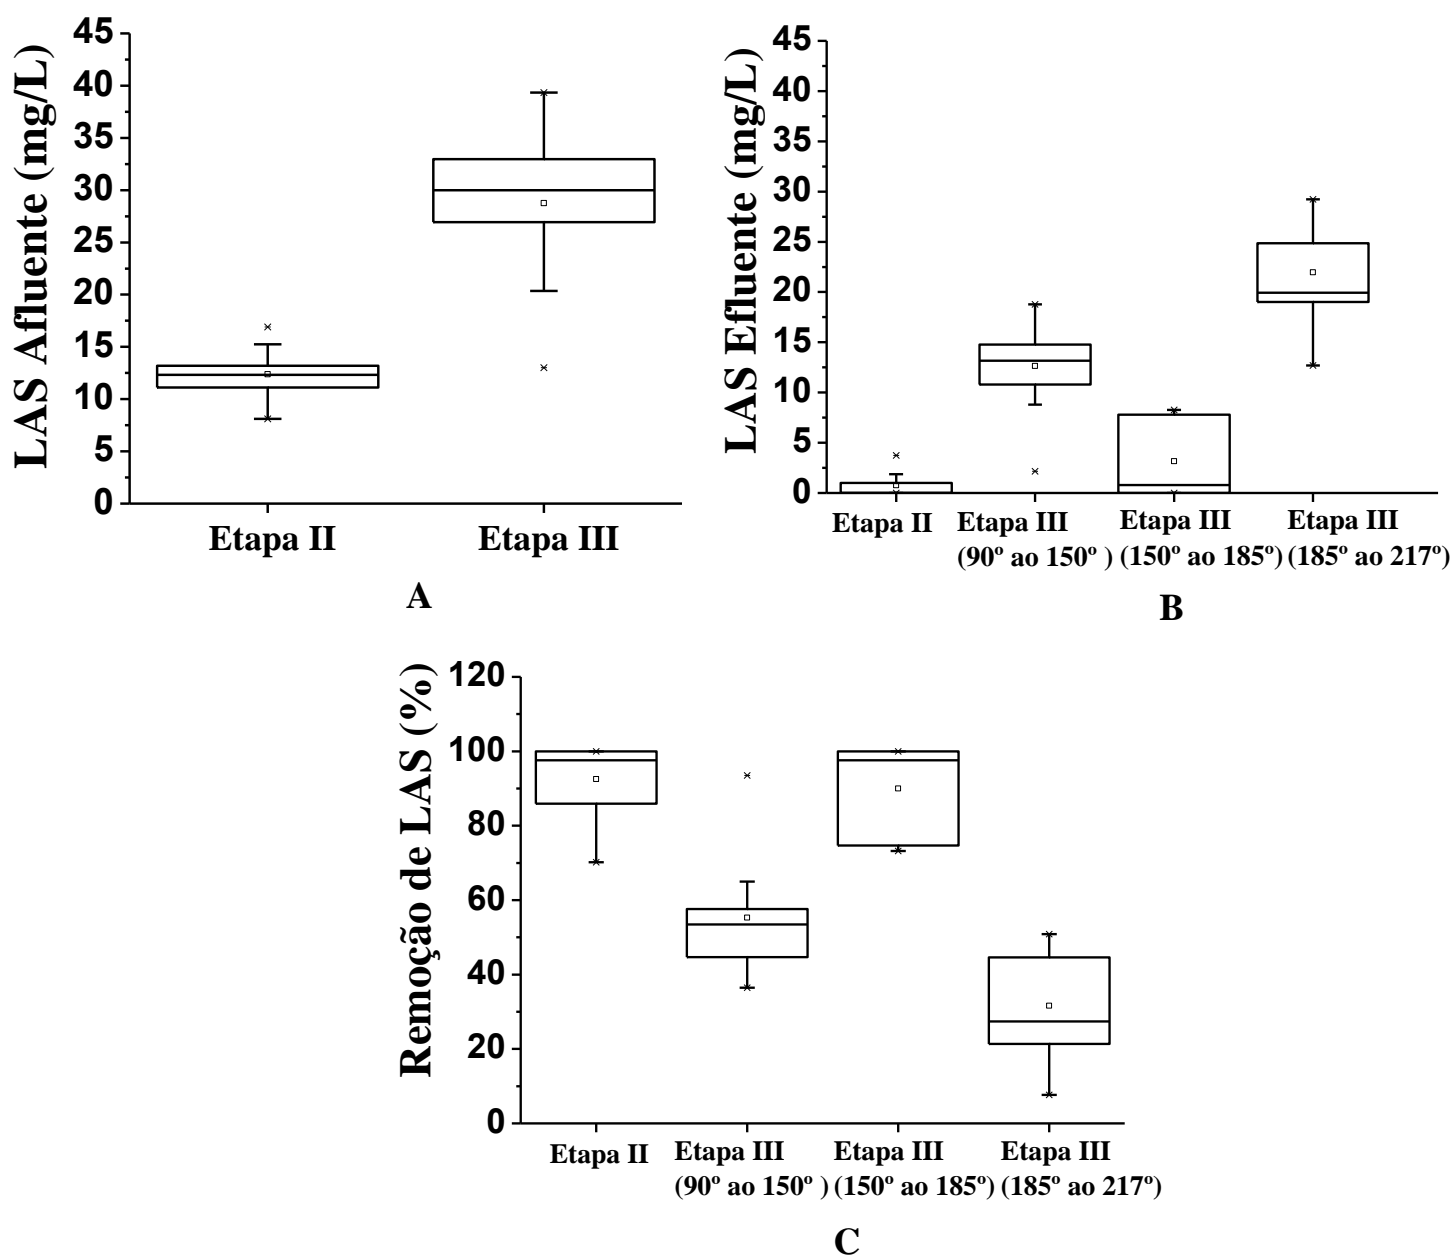 LAS Afluente (mg/L)
45
40
35
30
25
20
15
10
5
0
Etapa II
Etapa III
A
LAS Efluente (mg/L)
45
40
35
30
25
20
15
10
5
0
Etapa II
Etapa III
(90º ao 150º )
Etapa III
(150º ao 185º)
Etapa III
(185º ao 217º)
B
Remoção de LAS (%)
120
100
80
60
40
20
0
Etapa II
Etapa III
(90º ao 150º )
Etapa III
(150º ao 185º)
Etapa III
(185º ao 217º)
C